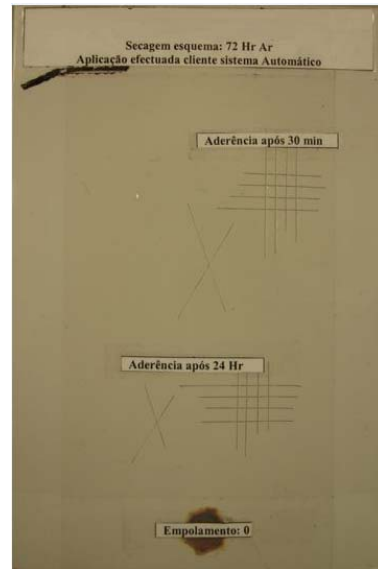 Secagem esquema: 72 Hr Ar
Aplicação efectuada cliente sistema Automático
Aderência após 30 min
Aderência após 24 Hr
Empolamento: 0